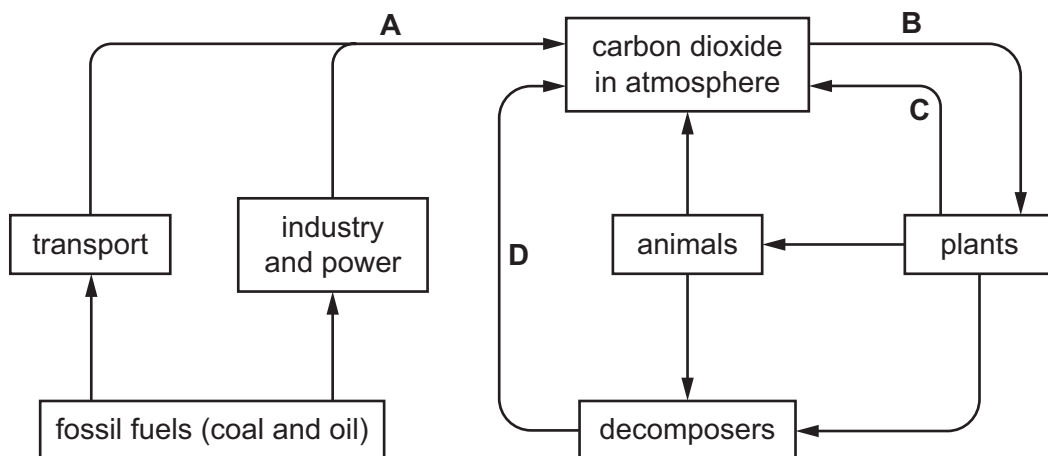 A
carbon dioxide
in atmosphere
B
C
transport
industry
and power
D
animals
plants
fossil fuels (coal and oil)
decomposers